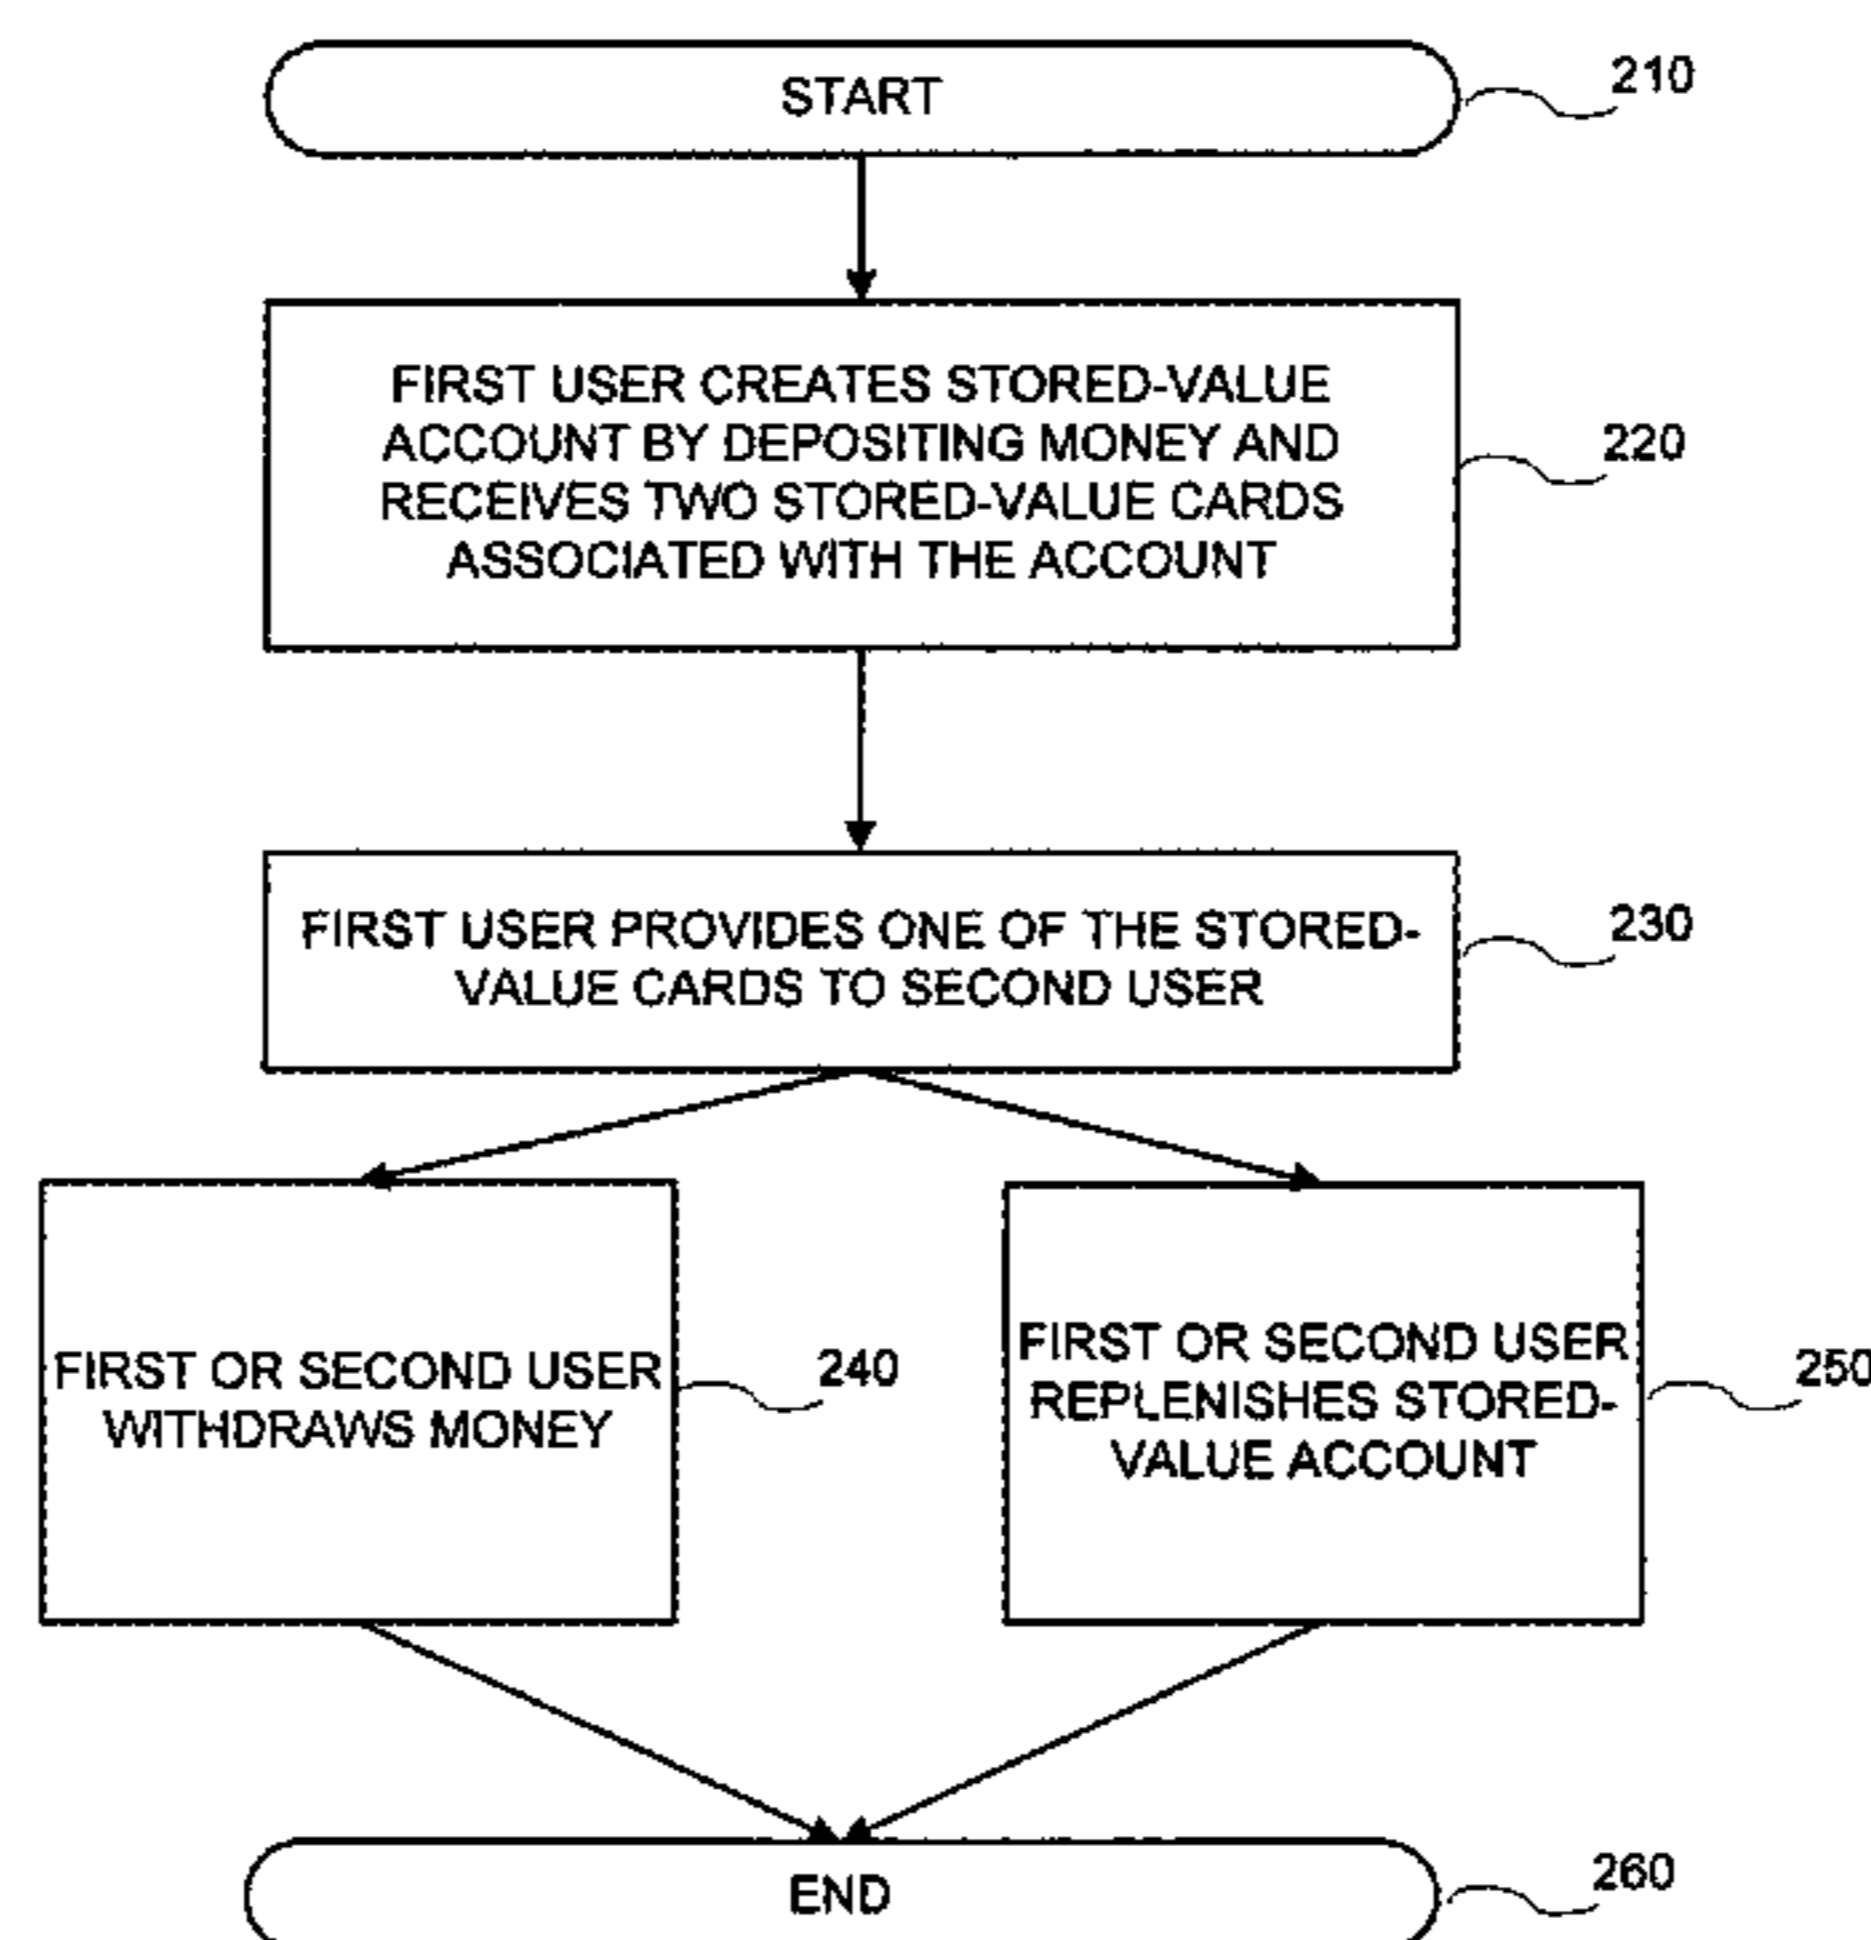 START
210
FIRST USER CREATES STORED-VALUE
ACCOUNT BY DEPOSITING MONEY AND
RECEIVES TWO STORED-VALUE CARDS
ASSOCIATED WITH THE ACCOUNT
220
FIRST USER PROVIDES ONE OF THE STORED-
VALUE CARDS TO SECOND USER
230
FIRST OR SECOND USER
WITHDRAWS MONEY
240
FIRST OR SECOND USER
REPLENISHES STORED-
VALUE ACCOUNT
250
END
260